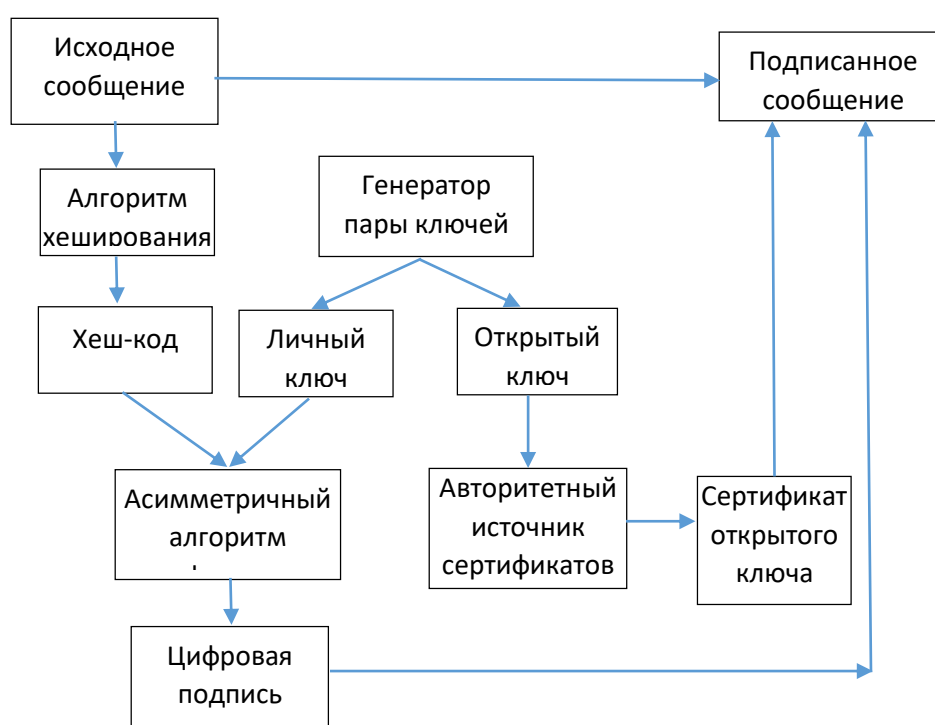 Исходное
сообщение
Подписанное
сообщение
Алгоритм
хеширования
Генератор
пары ключей
Хеш-код
Личный
ключ
Открытый
ключ
Асимметричный
алгоритм
Авторитетный
источник
сертификатов
Сертификат
открытого
ключа
Цифровая
подпись